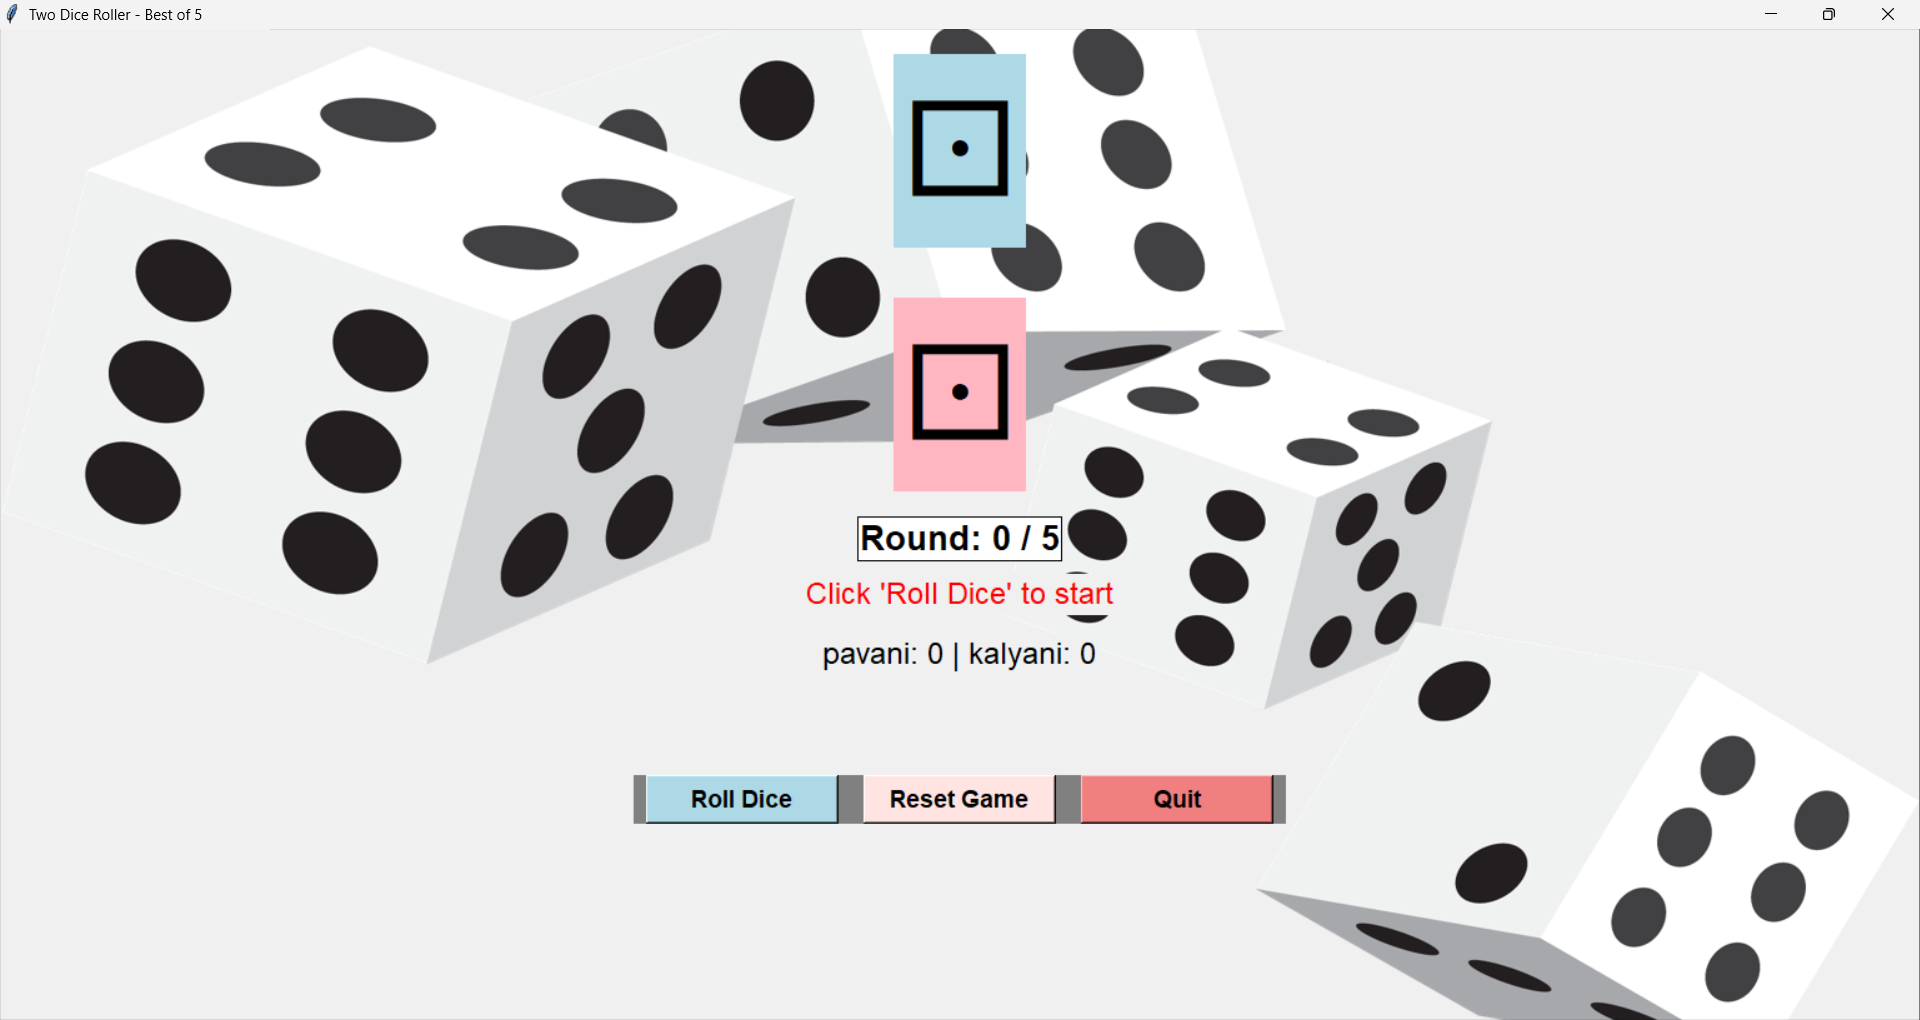 Two Dice Roller - Best of 5
Round: 0 / 5
Click 'Roll Dice' to start
pavani: 0 | kalyani: 0
Roll Dice
Reset Game
Quit